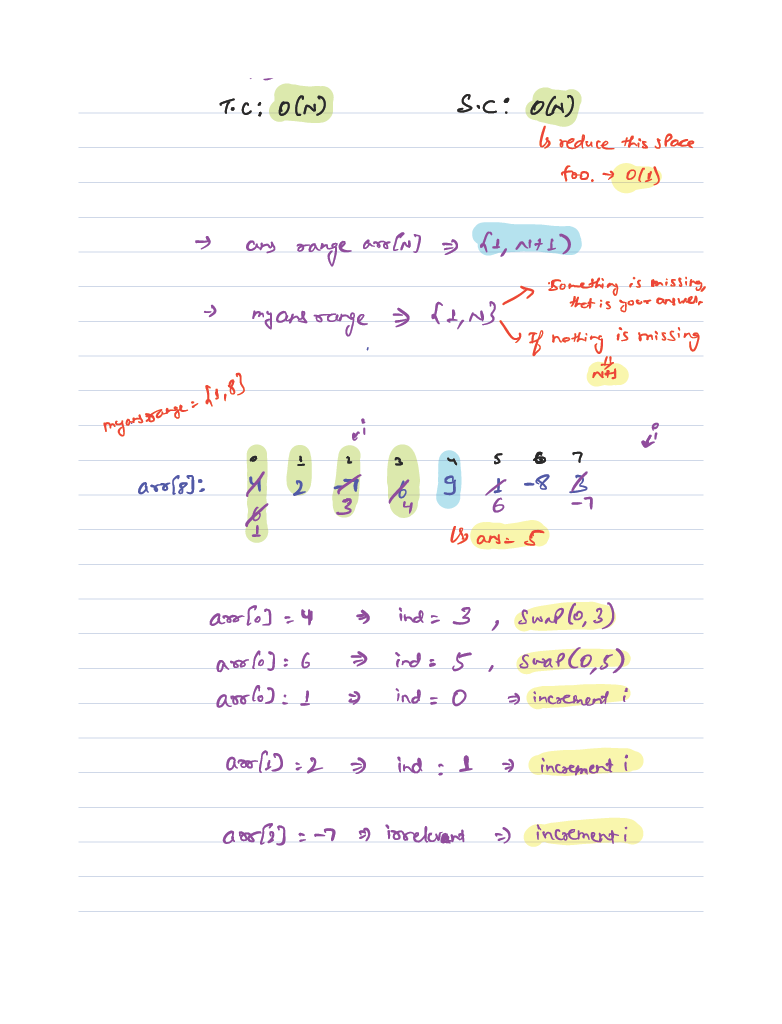 T.C: O(N) S.C: O(N)
↳ reduce this space
too. → O(1)
→ ans range arr[N] ⇒ {1, N+1}
→ my ans range ⇒ {1, N}
Something is missing,
that is your answer.
If nothing is missing
⇓
N+1
my ans range = {1, 8}
i i
0 1 2 3 4 5 6 7
arr[8]: 4 2 -7 6 9 1 -8 3
6 3 4 6 -7
1
↳ ans = 5
arr[0] = 4 ⇒ ind = 3 , swap(0, 3)
arr[0] : 6 ⇒ ind = 5 , swap(0, 5)
arr[0] : 1 ⇒ ind = 0 ⇒ increment i
arr[1] = 2 ⇒ ind : 1 ⇒ increment i
arr[2] = -7 ⇒ irrelevant ⇒ increment i